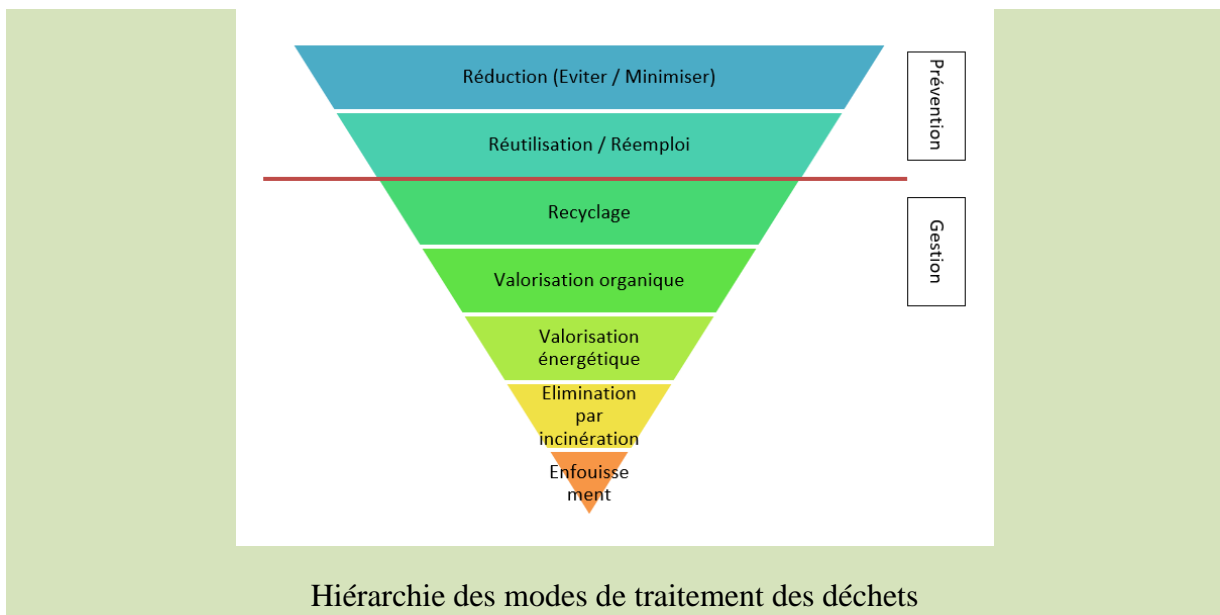 Réduction (Eviter / Minimiser)
Prévention
Réutilisation / Réemploi
Recyclage
Gestion
Valorisation organique
Valorisation
énergétique
Elimination
par
incinération
Enfouisse
ment
Hiérarchie des modes de traitement des déchets